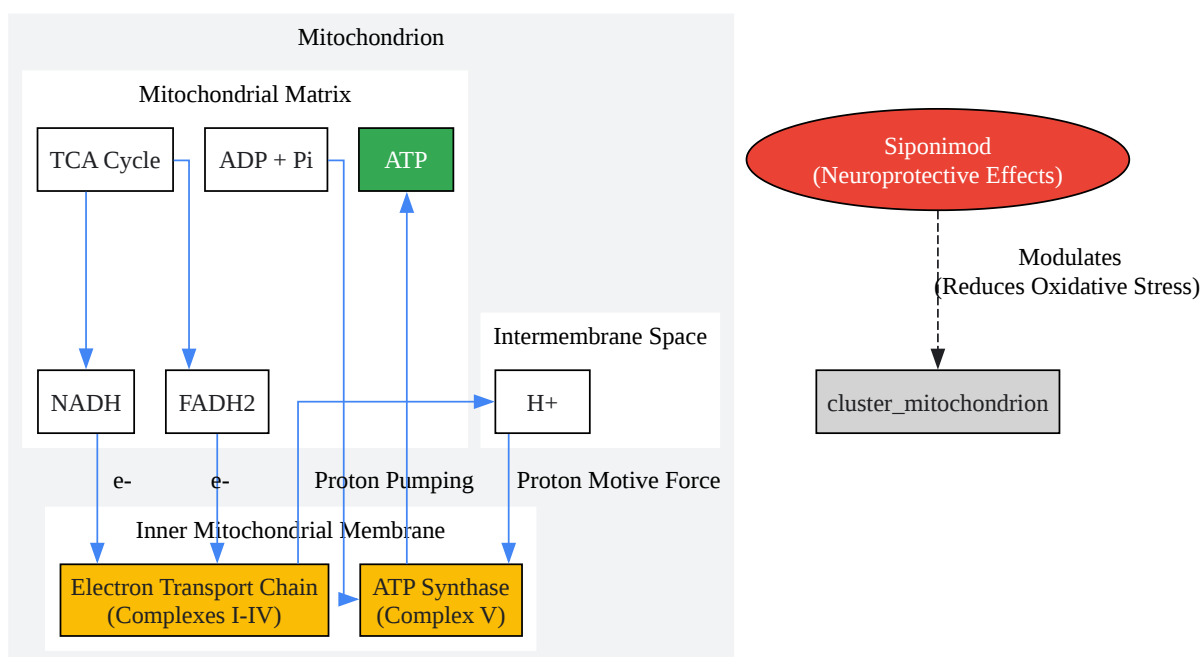 Mitochondrion
Mitochondrial Matrix
TCA Cycle
ADP + Pi
ATP
Siponimod
(Neuroprotective Effects)
Modulates
(Reduces Oxidative Stress)
Intermembrane Space
NADH
FADH2
H+
cluster_mitochondrion
e-
e-
Proton Pumping
Proton Motive Force
Inner Mitochondrial Membrane
Electron Transport Chain
(Complexes I-IV)
ATP Synthase
(Complex V)